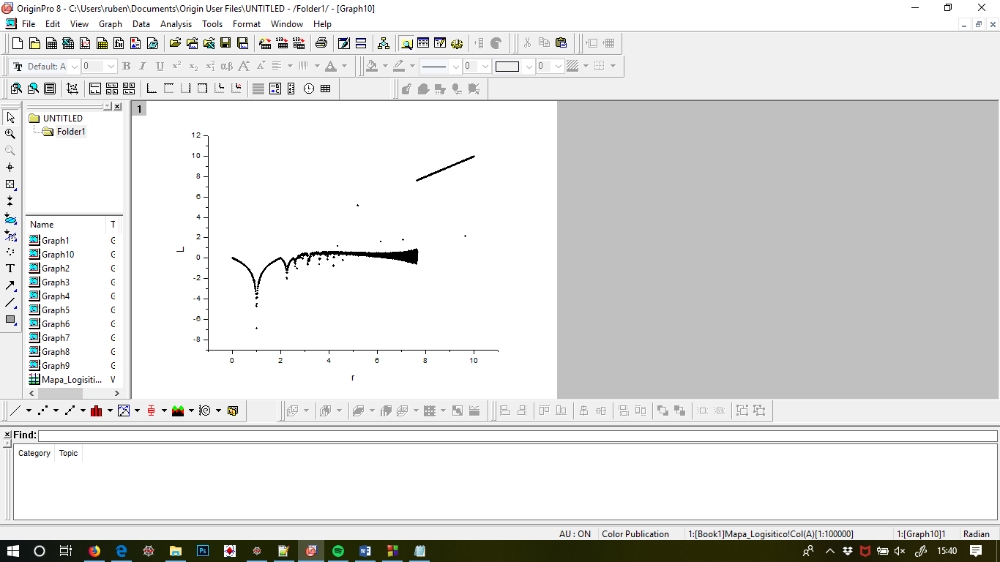 OriginPro 8 - C:\Users\ruben\Documents\Origin User Files\UNTITLED - /Folder1/ - [Graph10]
File Edit View Graph Data Analysis Tools Format Window Help
Default: A 0 B I U x² x₂ αβ A A A 0 0
1
UNTITLED
Folder1
Name T
Graph1 G
Graph10 G
Graph2 G
Graph3 G
Graph4 G
Graph5 G
Graph6 G
Graph7 G
Graph8 G
Graph9 G
Mapa_Logisiti... W
12
10
8
6
4
2
0
-2
-4
-6
-8
L
0 2 4 6 8 10
r
Find:
Category Topic
AU : ON Color Publication 1:[Book1]Mapa_Logisitico!Col(A)[1:100000] 1:[Graph10]1 Radian
15:40